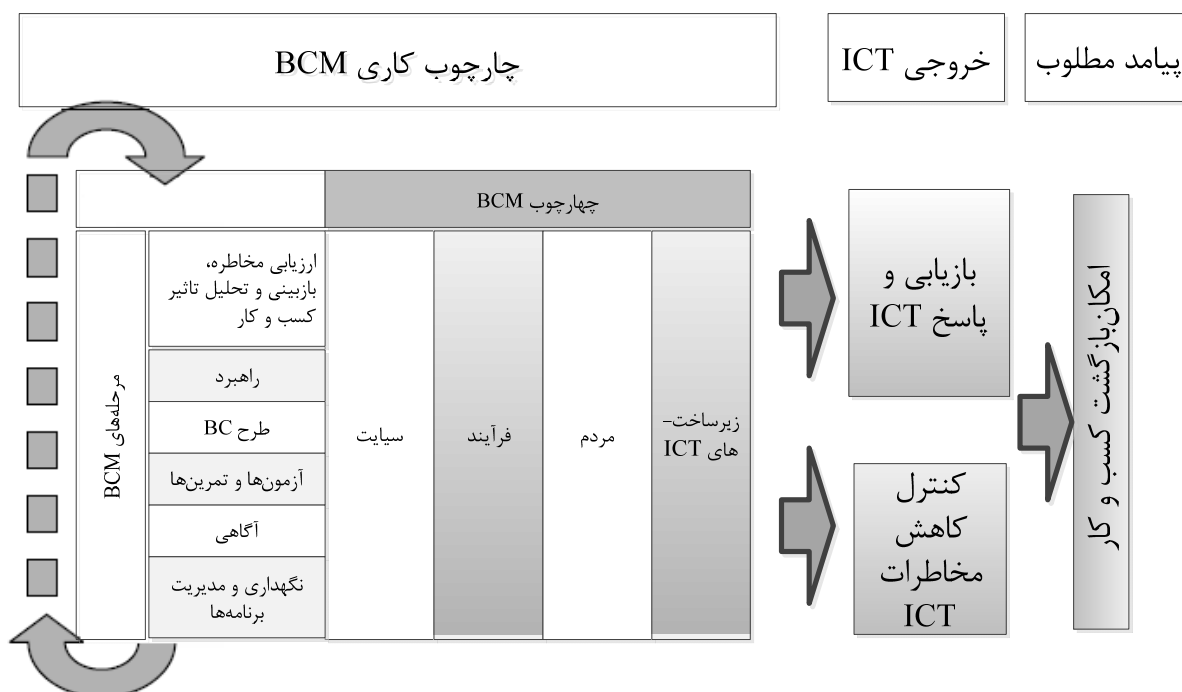 چارچوب کاری BCM
خروجی ICT
پیامد مطلوب
چهارچوب BCM
مرحله‌های BCM
ارزیابی مخاطره،
بازبینی و تحلیل تاثیر
کسب و کار
راهبرد
طرح BC
آزمون‌ها و تمرین‌ها
آگاهی
نگهداری و مدیریت
برنامه‌ها
سیایت
فرآیند
مردم
زیرساخت-
های ICT
بازیابی و
پاسخ ICT
کنترل
کاهش
مخاطرات
ICT
امکان‌بازگشت کسب و کار